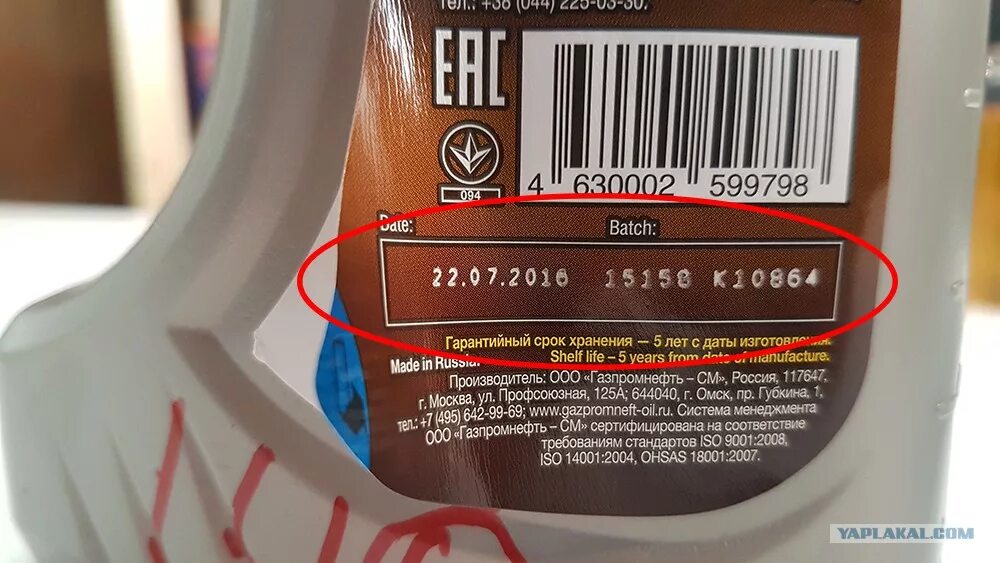 тел.: +38 (044) 225-03-30.
EAC
094
4 630002 599798
Date: Batch:
22.07.2016 15158 K10864
Гарантийный срок хранения — 5 лет с даты изготовления.
Shelf life – 5 years from date of manufacture.
Made in Russia.
Производитель: ООО «Газпромнефть – СМ», Россия, 117647,
г. Москва, ул. Профсоюзная, 125А; 644040, г. Омск, пр. Губкина, 1,
тел.: +7 (495) 642-99-69; www.gazpromneft-oil.ru. Система менеджмента
ООО «Газпромнефть – СМ» сертифицирована на соответствие
требованиям стандартов ISO 9001:2008,
ISO 14001:2004, OHSAS 18001:2007.
YAPLAKAL.COM